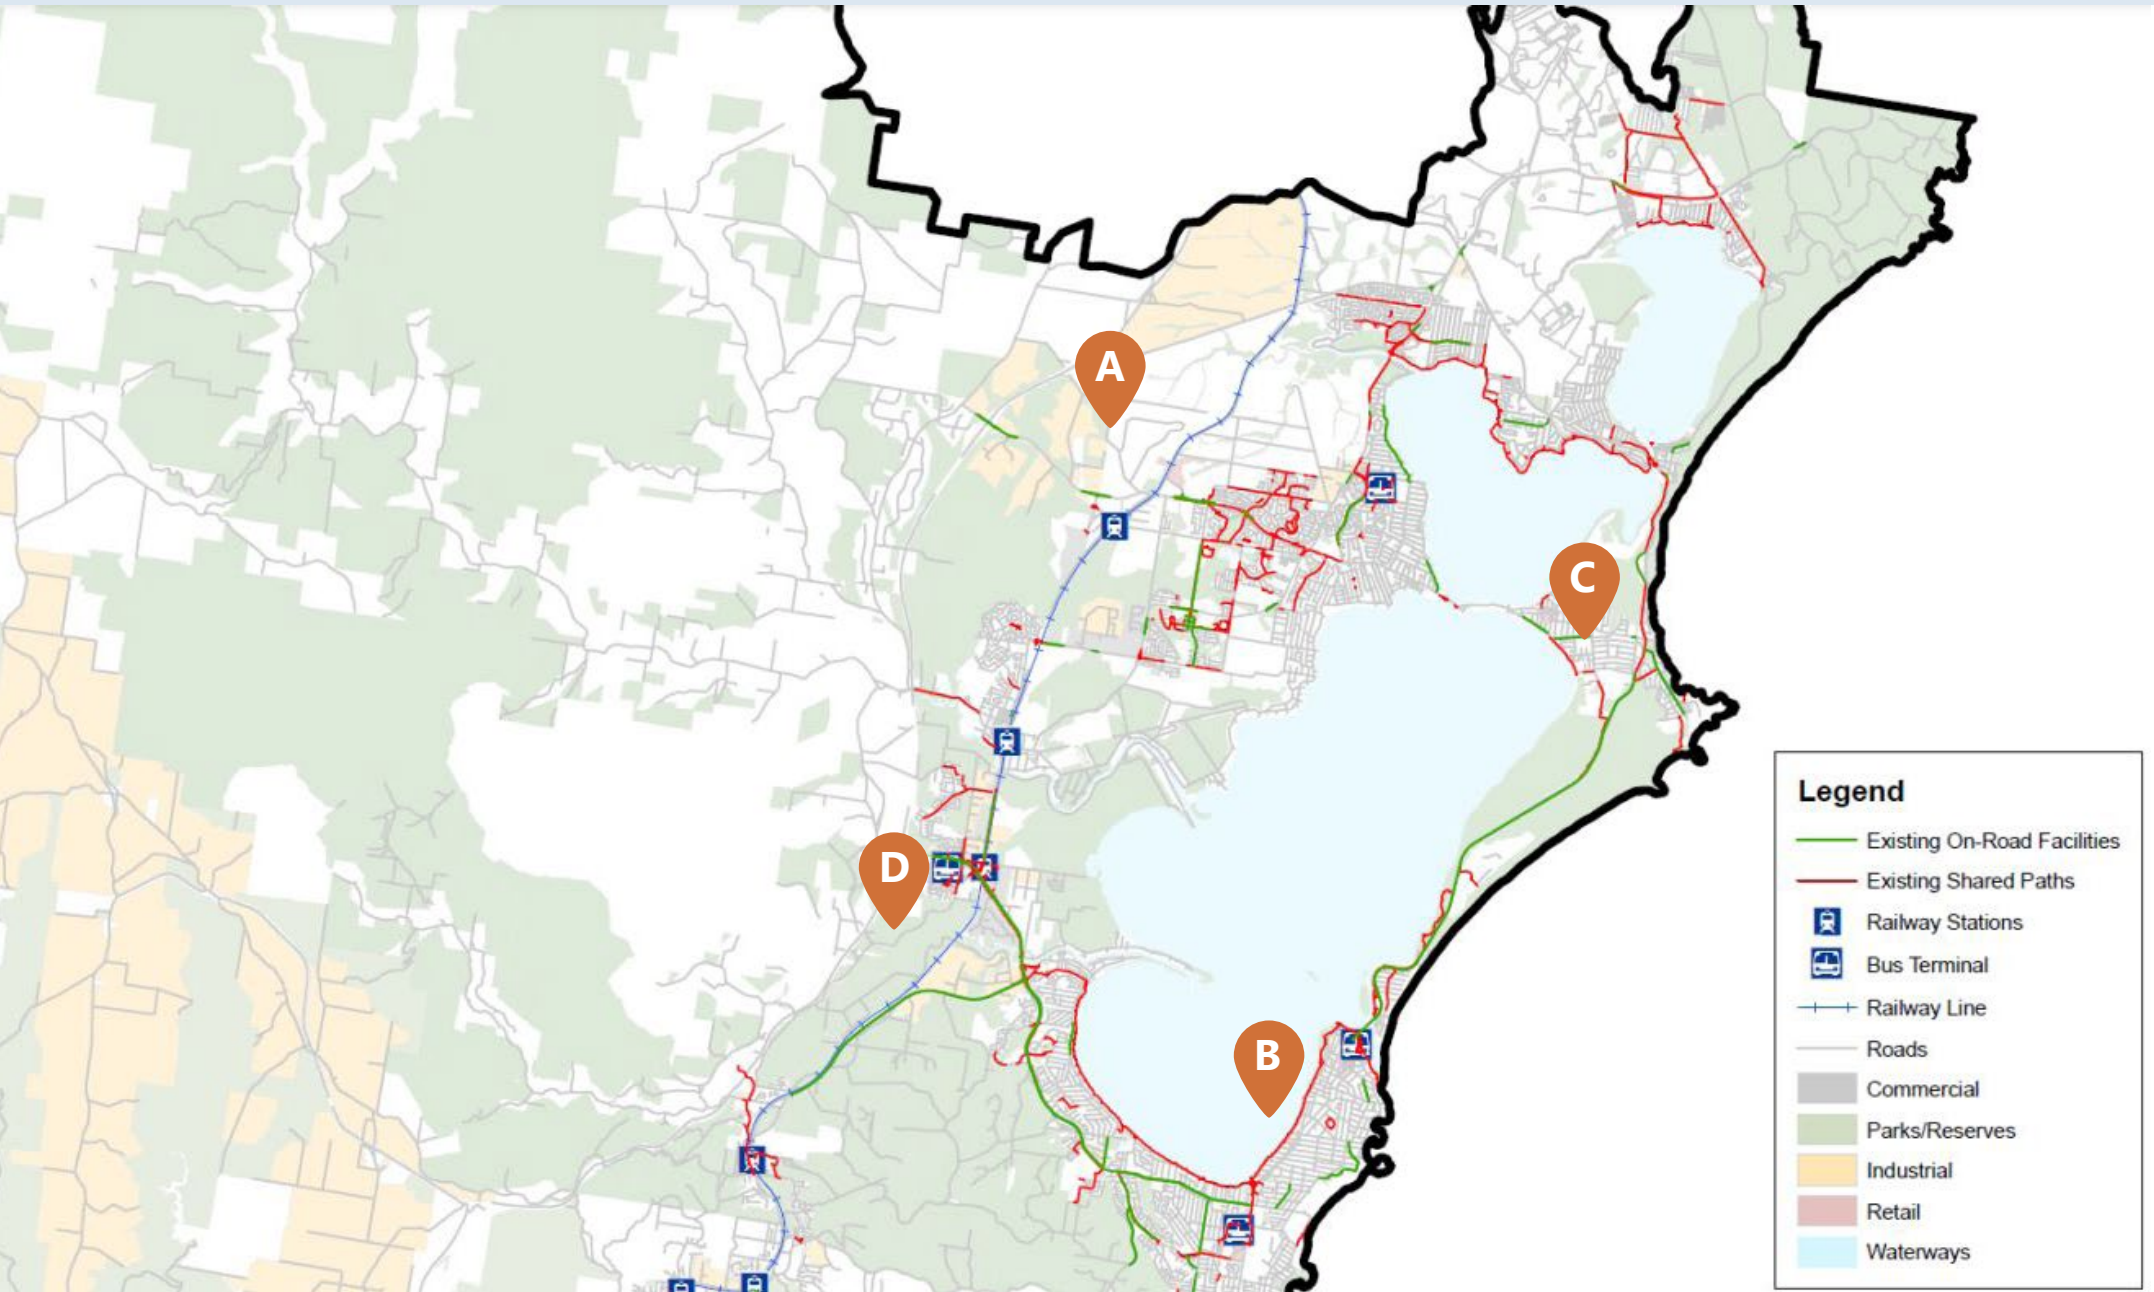 A
C
D
B
Legend
Existing On-Road Facilities
Existing Shared Paths
Railway Stations
Bus Terminal
Railway Line
Roads
Commercial
Parks/Reserves
Industrial
Retail
Waterways